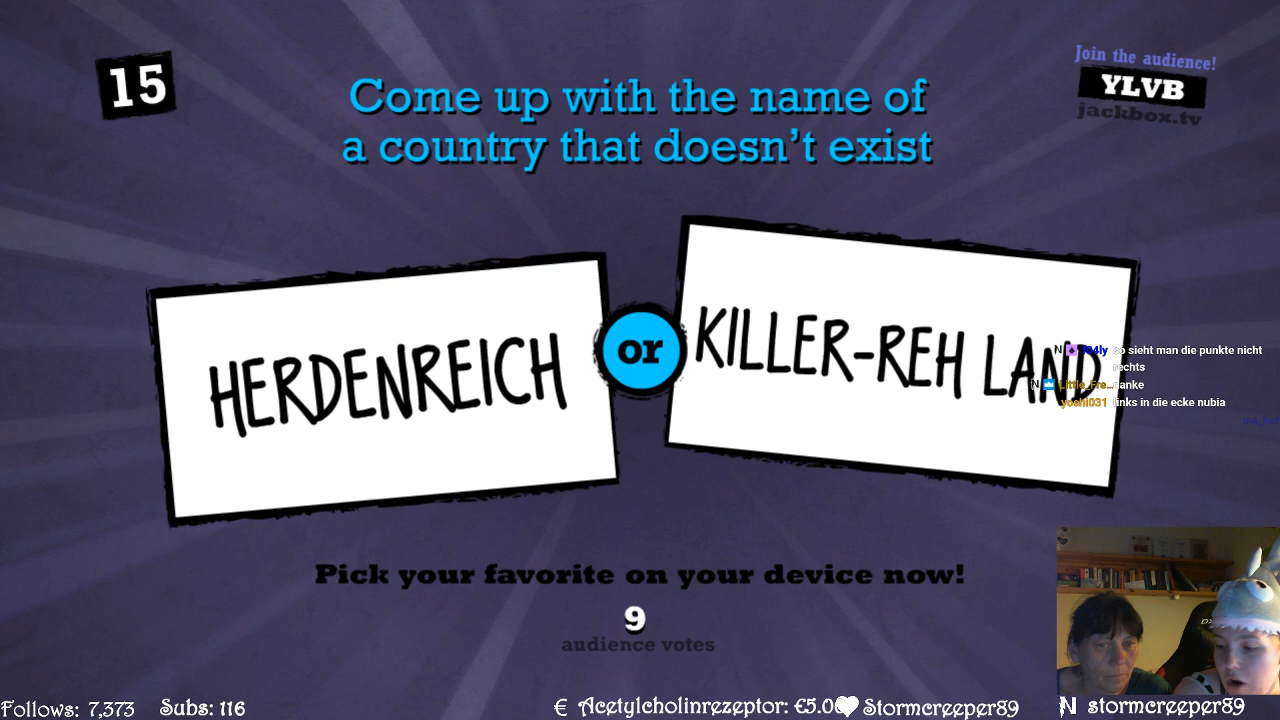 15
Come up with the name of
a country that doesn't exist
Join the audience!
YLVB
jackbox.tv
HERDENREICH
or
KILLER-REH LAND
so sieht man die punkte nicht
rechts
danke
yoshi031 links in die ecke nubia
Pick your favorite on your device now!
9
audience votes
Follows: 7,373
Subs: 116
€ Acetylcholinrezeptor: €5.0
Stormcreeper89
stormcreeper89